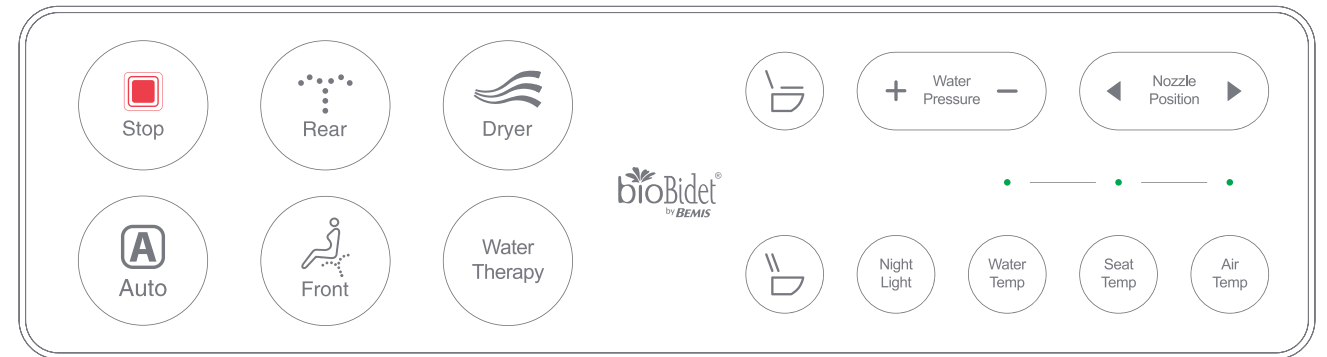 Stop
Rear
Dryer
Water
Pressure
Nozzle
Position
bioBidet®
by BEMIS
A
Auto
Front
Water
Therapy
Night
Light
Water
Temp
Seat
Temp
Air
Temp